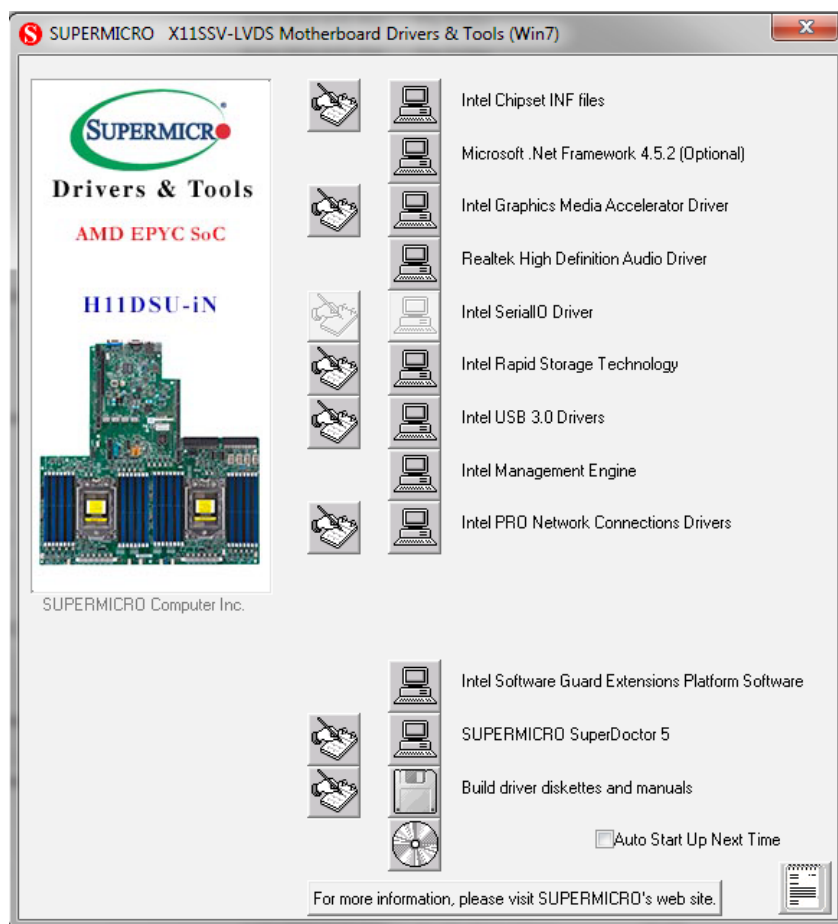 SUPERMICRO X11SSV-LVDS Motherboard Drivers & Tools (Win7)
SUPERMICRO
Drivers & Tools
AMD EPYC SoC
H11DSU-iN
SUPERMICRO Computer Inc.
Intel Chipset INF files
Microsoft .Net Framework 4.5.2 (Optional)
Intel Graphics Media Accelerator Driver
Realtek High Definition Audio Driver
Intel SerialIO Driver
Intel Rapid Storage Technology
Intel USB 3.0 Drivers
Intel Management Engine
Intel PRO Network Connections Drivers
Intel Software Guard Extensions Platform Software
SUPERMICRO SuperDoctor 5
Build driver diskettes and manuals
Auto Start Up Next Time
For more information, please visit SUPERMICRO's web site.